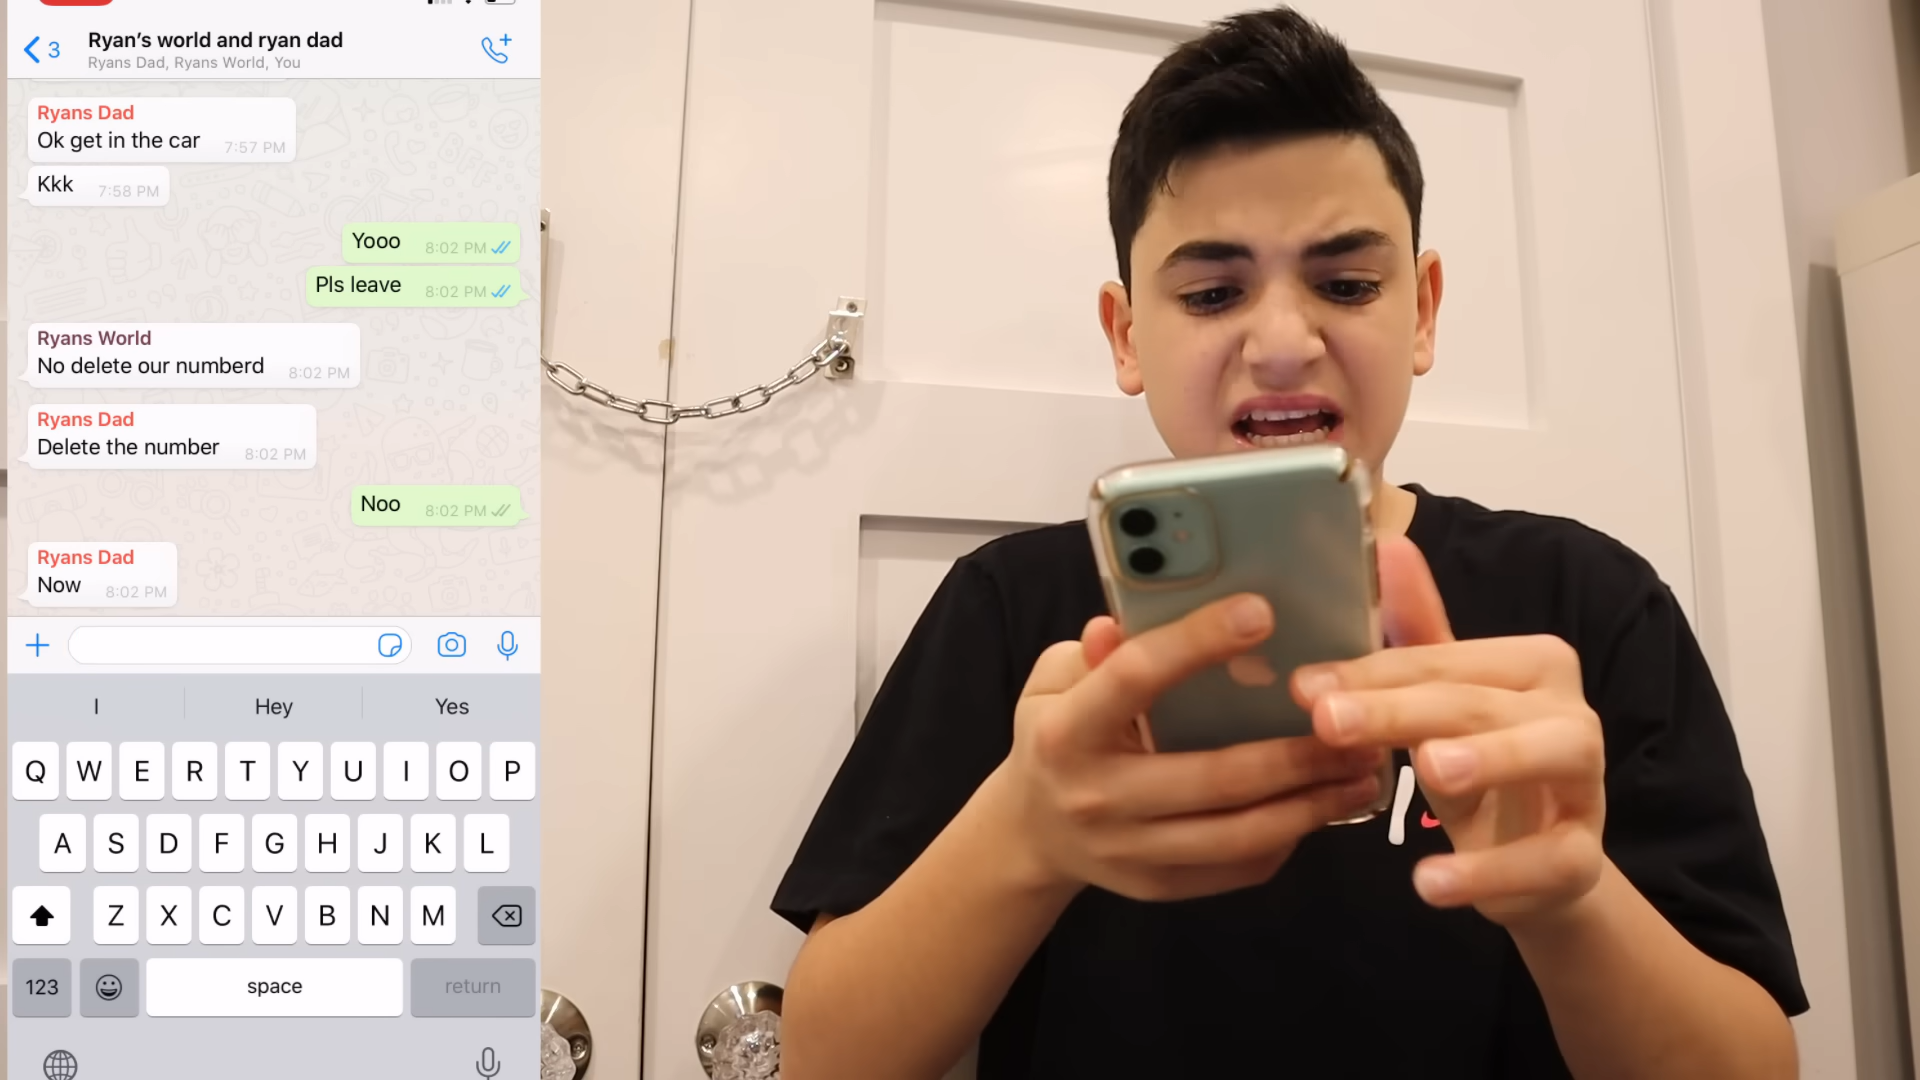 3
Ryan's world and ryan dad
Ryans Dad, Ryans World, You
Ryans Dad
Ok get in the car 7:57 PM
Kkk 7:58 PM
Yooo 8:02 PM
Pls leave 8:02 PM
Ryans World
No delete our numberd 8:02 PM
Ryans Dad
Delete the number 8:02 PM
Noo 8:02 PM
Ryans Dad
Now 8:02 PM
I Hey Yes
Q W E R T Y U I O P
A S D F G H J K L
Z X C V B N M
123 space return